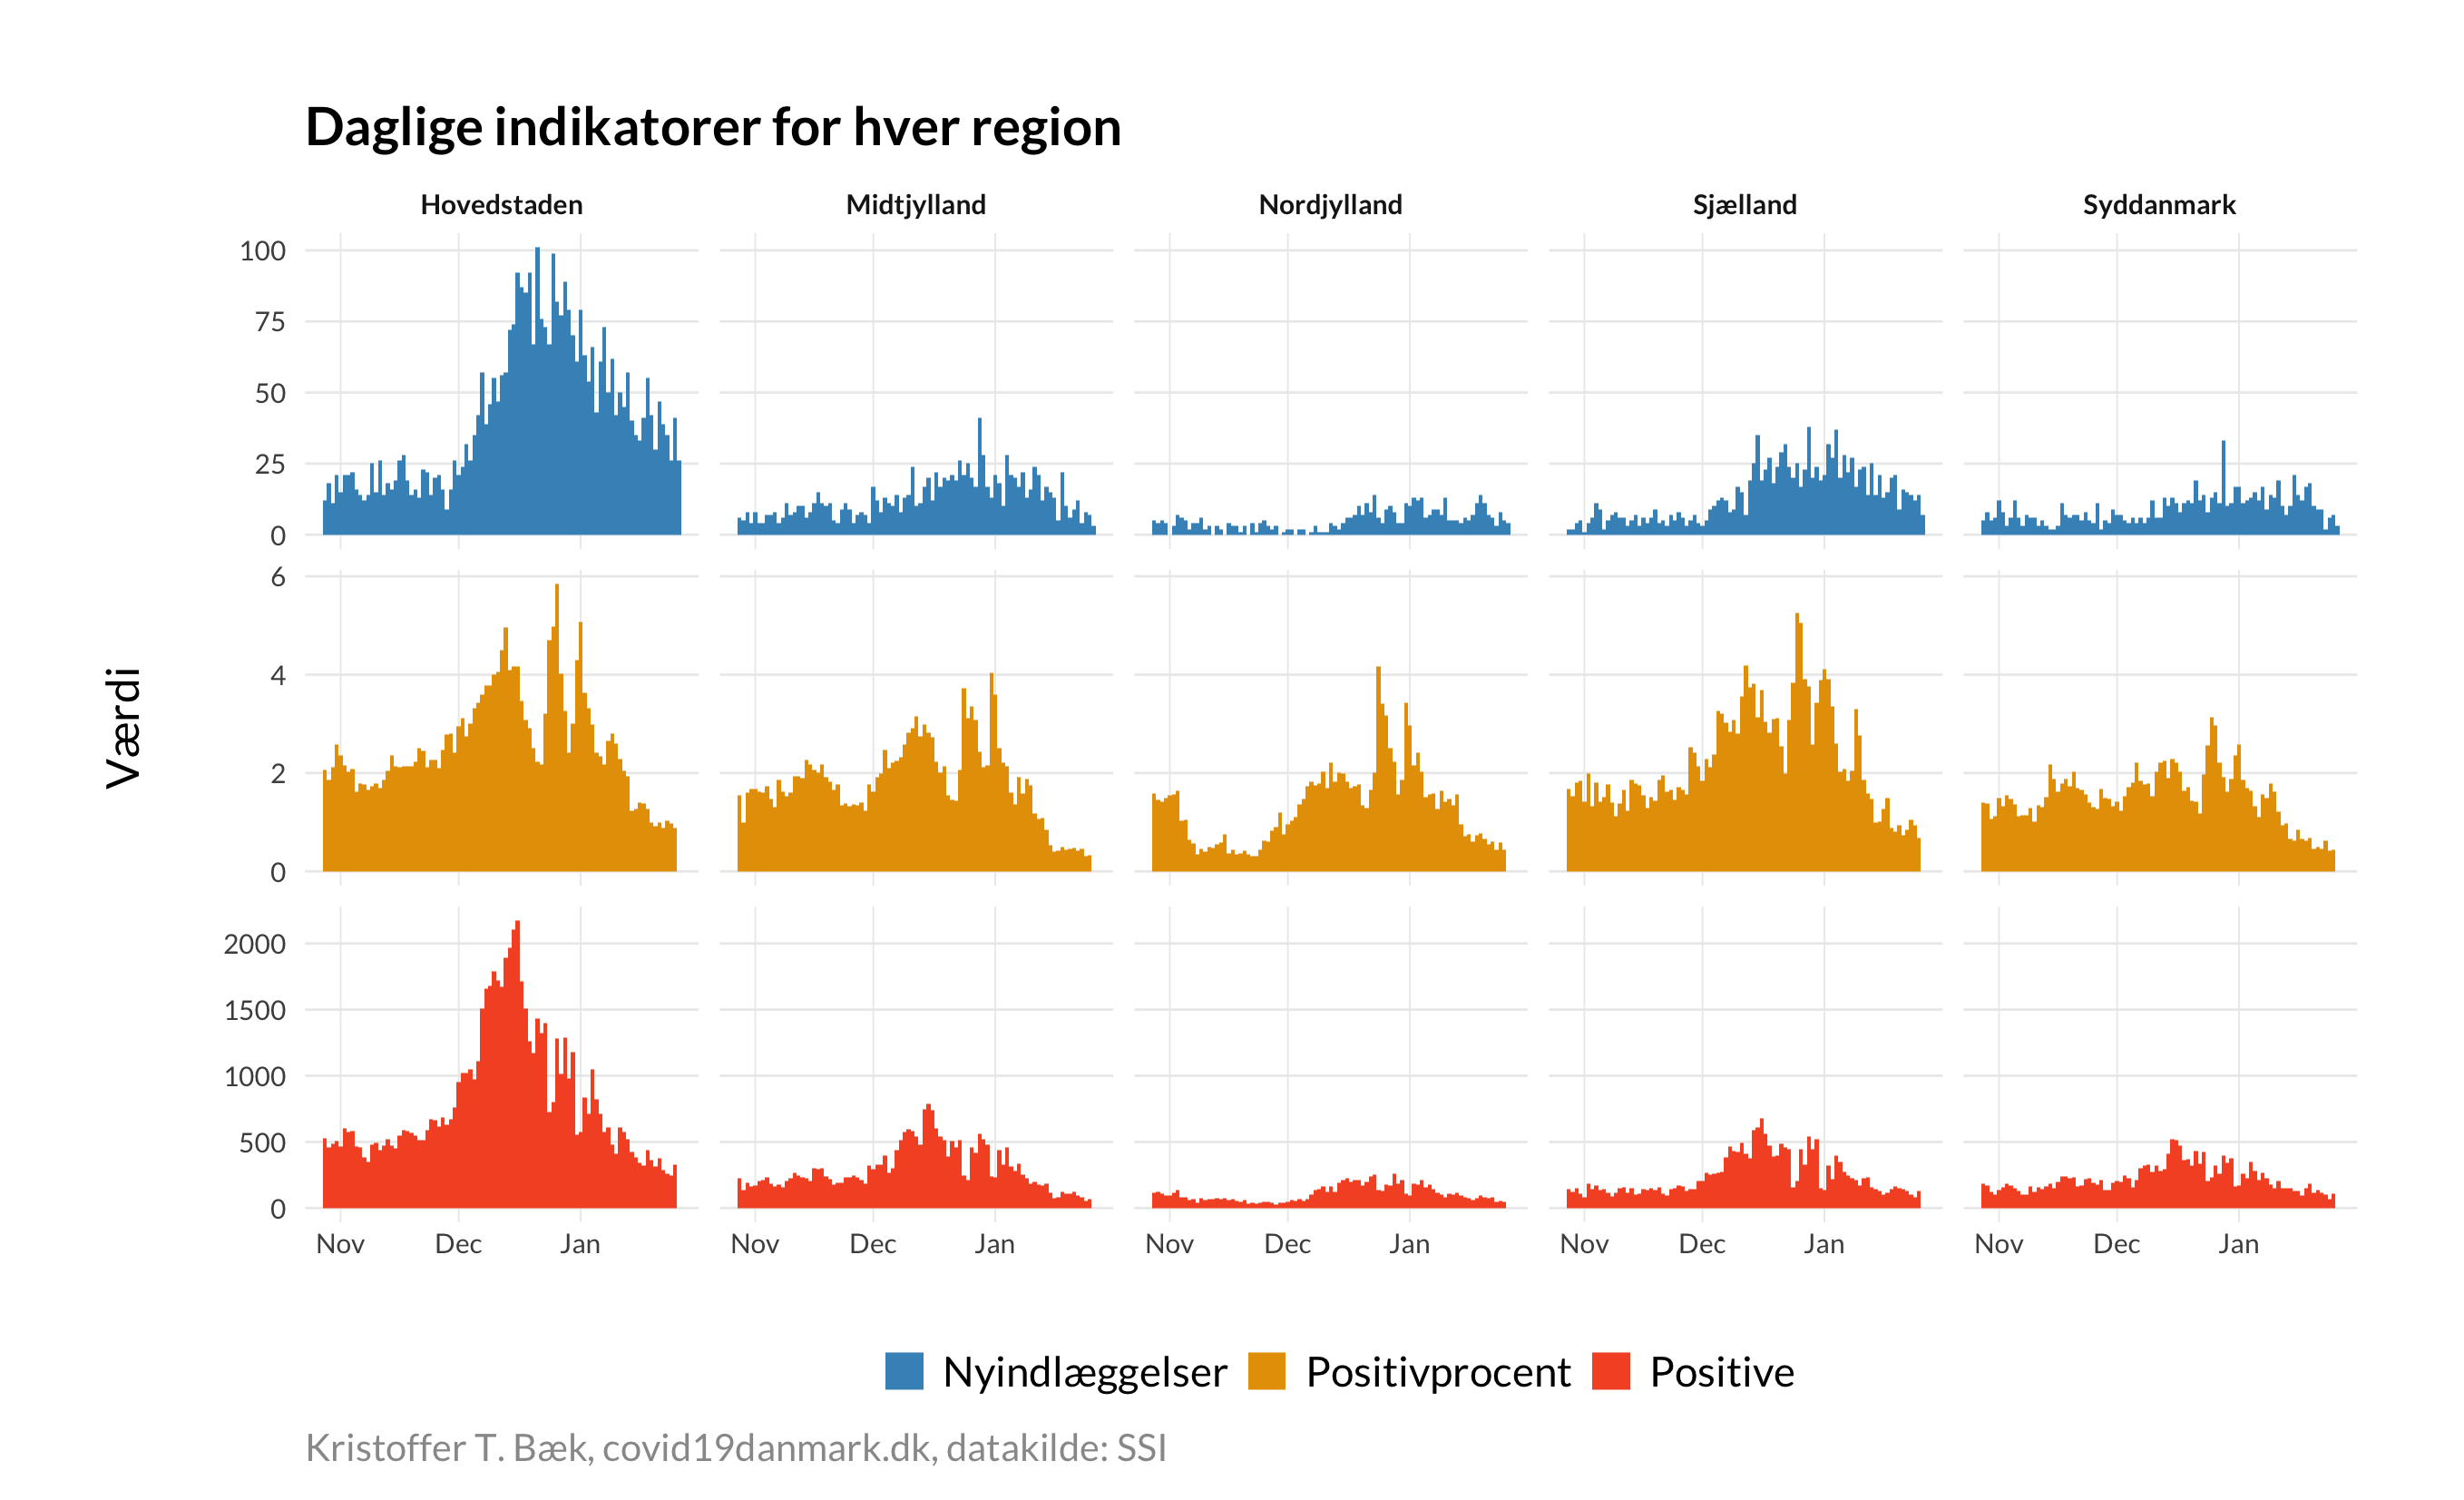 Daglige indikatorer for hver region
Hovedstaden Midtjylland Nordjylland Sjælland Syddanmark
100
75
50
25
0
6
4
2
0
2000
1500
1000
500
0
Værdi
Nov Dec Jan Nov Dec Jan Nov Dec Jan Nov Dec Jan Nov Dec Jan
Nyindlæggelser Positivprocent Positive
Kristoffer T. Bæk, covid19danmark.dk, datakilde: SSI